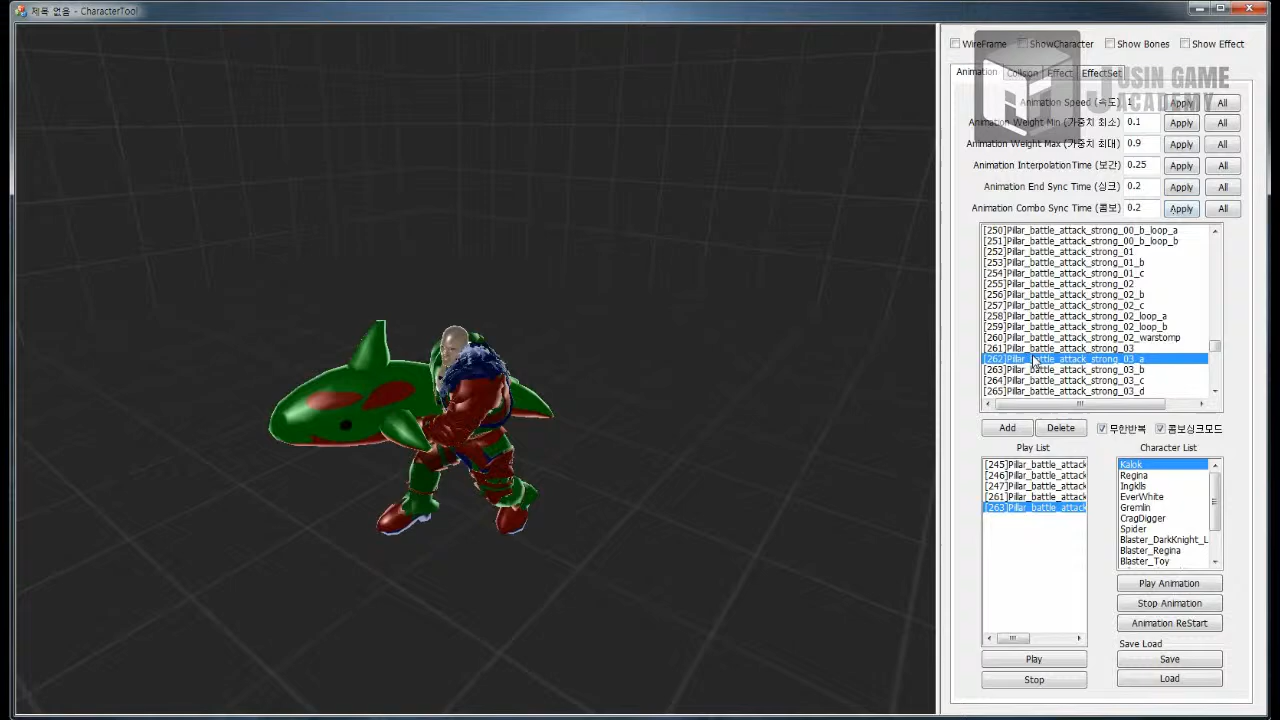 제목 없음 - CharacterTool
WireFrame
ShowCharacter
Show Bones
Show Effect
JUSIN GAME
ACADEMY
Animation
Collsion
Effect
EffectSet
Animation Speed (속도) 1 Apply All
Animation Weight Min (가중치 최소) 0.1 Apply All
Animation Weight Max (가중치 최대) 0.9 Apply All
Animation InterpolationTime (보간) 0.25 Apply All
Animation End Sync Time (싱크) 0.2 Apply All
Animation Combo Sync Time (콤보) 0.2 Apply All
[250]Pillar_battle_attack_strong_00_b_loop_a
[251]Pillar_battle_attack_strong_00_b_loop_b
[252]Pillar_battle_attack_strong_01
[253]Pillar_battle_attack_strong_01_b
[254]Pillar_battle_attack_strong_01_c
[255]Pillar_battle_attack_strong_02
[256]Pillar_battle_attack_strong_02_b
[257]Pillar_battle_attack_strong_02_c
[258]Pillar_battle_attack_strong_02_loop_a
[259]Pillar_battle_attack_strong_02_loop_b
[260]Pillar_battle_attack_strong_02_warstomp
[261]Pillar_battle_attack_strong_03
[262]Pillar_battle_attack_strong_03_a
[263]Pillar_battle_attack_strong_03_b
[264]Pillar_battle_attack_strong_03_c
[265]Pillar_battle_attack_strong_03_d
Add
Delete
무한반복
콤보싱크모드
Play List
[245]Pillar_battle_attack
[246]Pillar_battle_attack
[247]Pillar_battle_attack
[261]Pillar_battle_attack
[263]Pillar_battle_attack
Play
Stop
Character List
Kalok
Regina
Ingklls
EverWhite
Gremlin
CragDigger
Spider
Blaster_DarkKnight_L
Blaster_Regina
Blaster_Toy
Play Animation
Stop Animation
Animation ReStart
Save Load
Save
Load